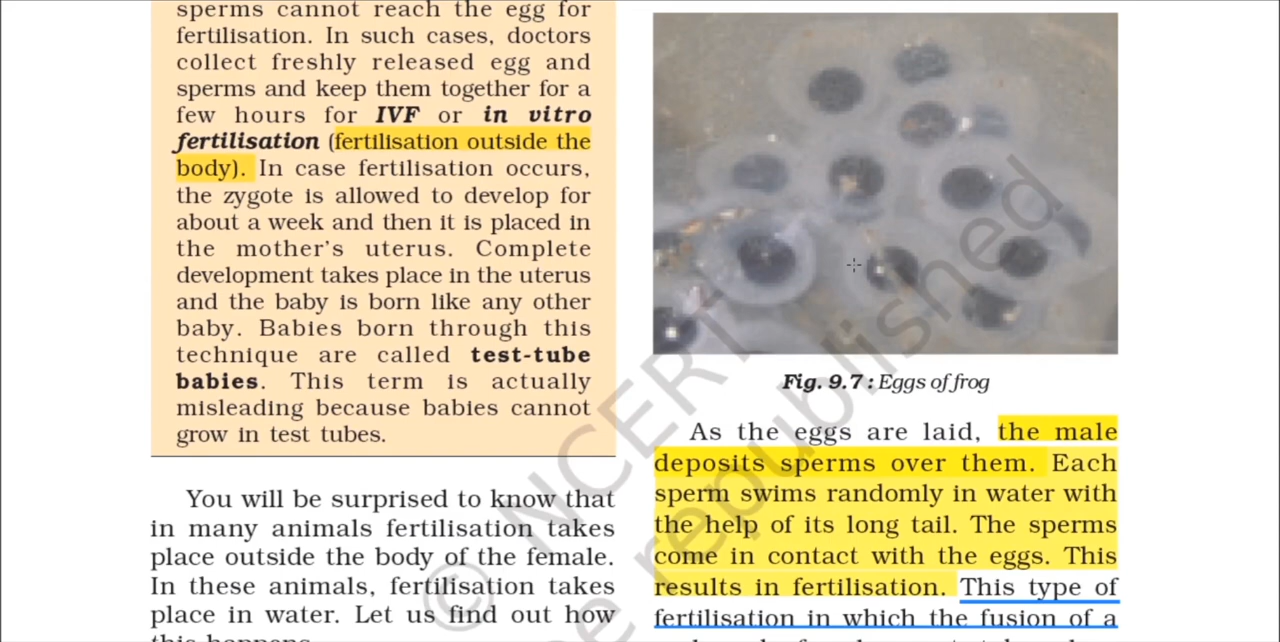 sperms cannot reach the egg for
fertilisation. In such cases, doctors
collect freshly released egg and
sperms and keep them together for a
few hours for IVF or in vitro
fertilisation (fertilisation outside the
body). In case fertilisation occurs,
the zygote is allowed to develop for
about a week and then it is placed in
the mother's uterus. Complete
development takes place in the uterus
and the baby is born like any other
baby. Babies born through this
technique are called test-tube
babies. This term is actually
misleading because babies cannot
grow in test tubes.
You will be surprised to know that
in many animals fertilisation takes
place outside the body of the female.
In these animals, fertilisation takes
place in water. Let us find out how
this happens.
Fig. 9.7 : Eggs of frog
As the eggs are laid, the male
deposits sperms over them. Each
sperm swims randomly in water with
the help of its long tail. The sperms
come in contact with the eggs. This
results in fertilisation. This type of
fertilisation in which the fusion of a
© NCERT
republished